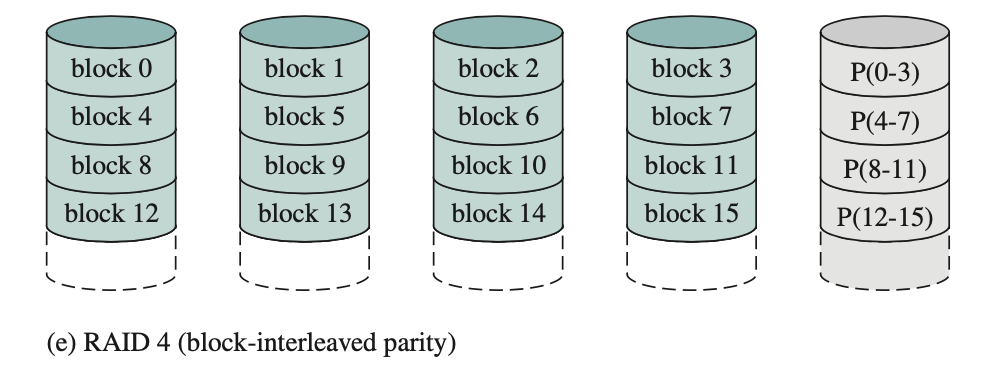 block 0 block 1 block 2 block 3 P(0-3)
block 4 block 5 block 6 block 7 P(4-7)
block 8 block 9 block 10 block 11 P(8-11)
block 12 block 13 block 14 block 15 P(12-15)
(e) RAID 4 (block-interleaved parity)